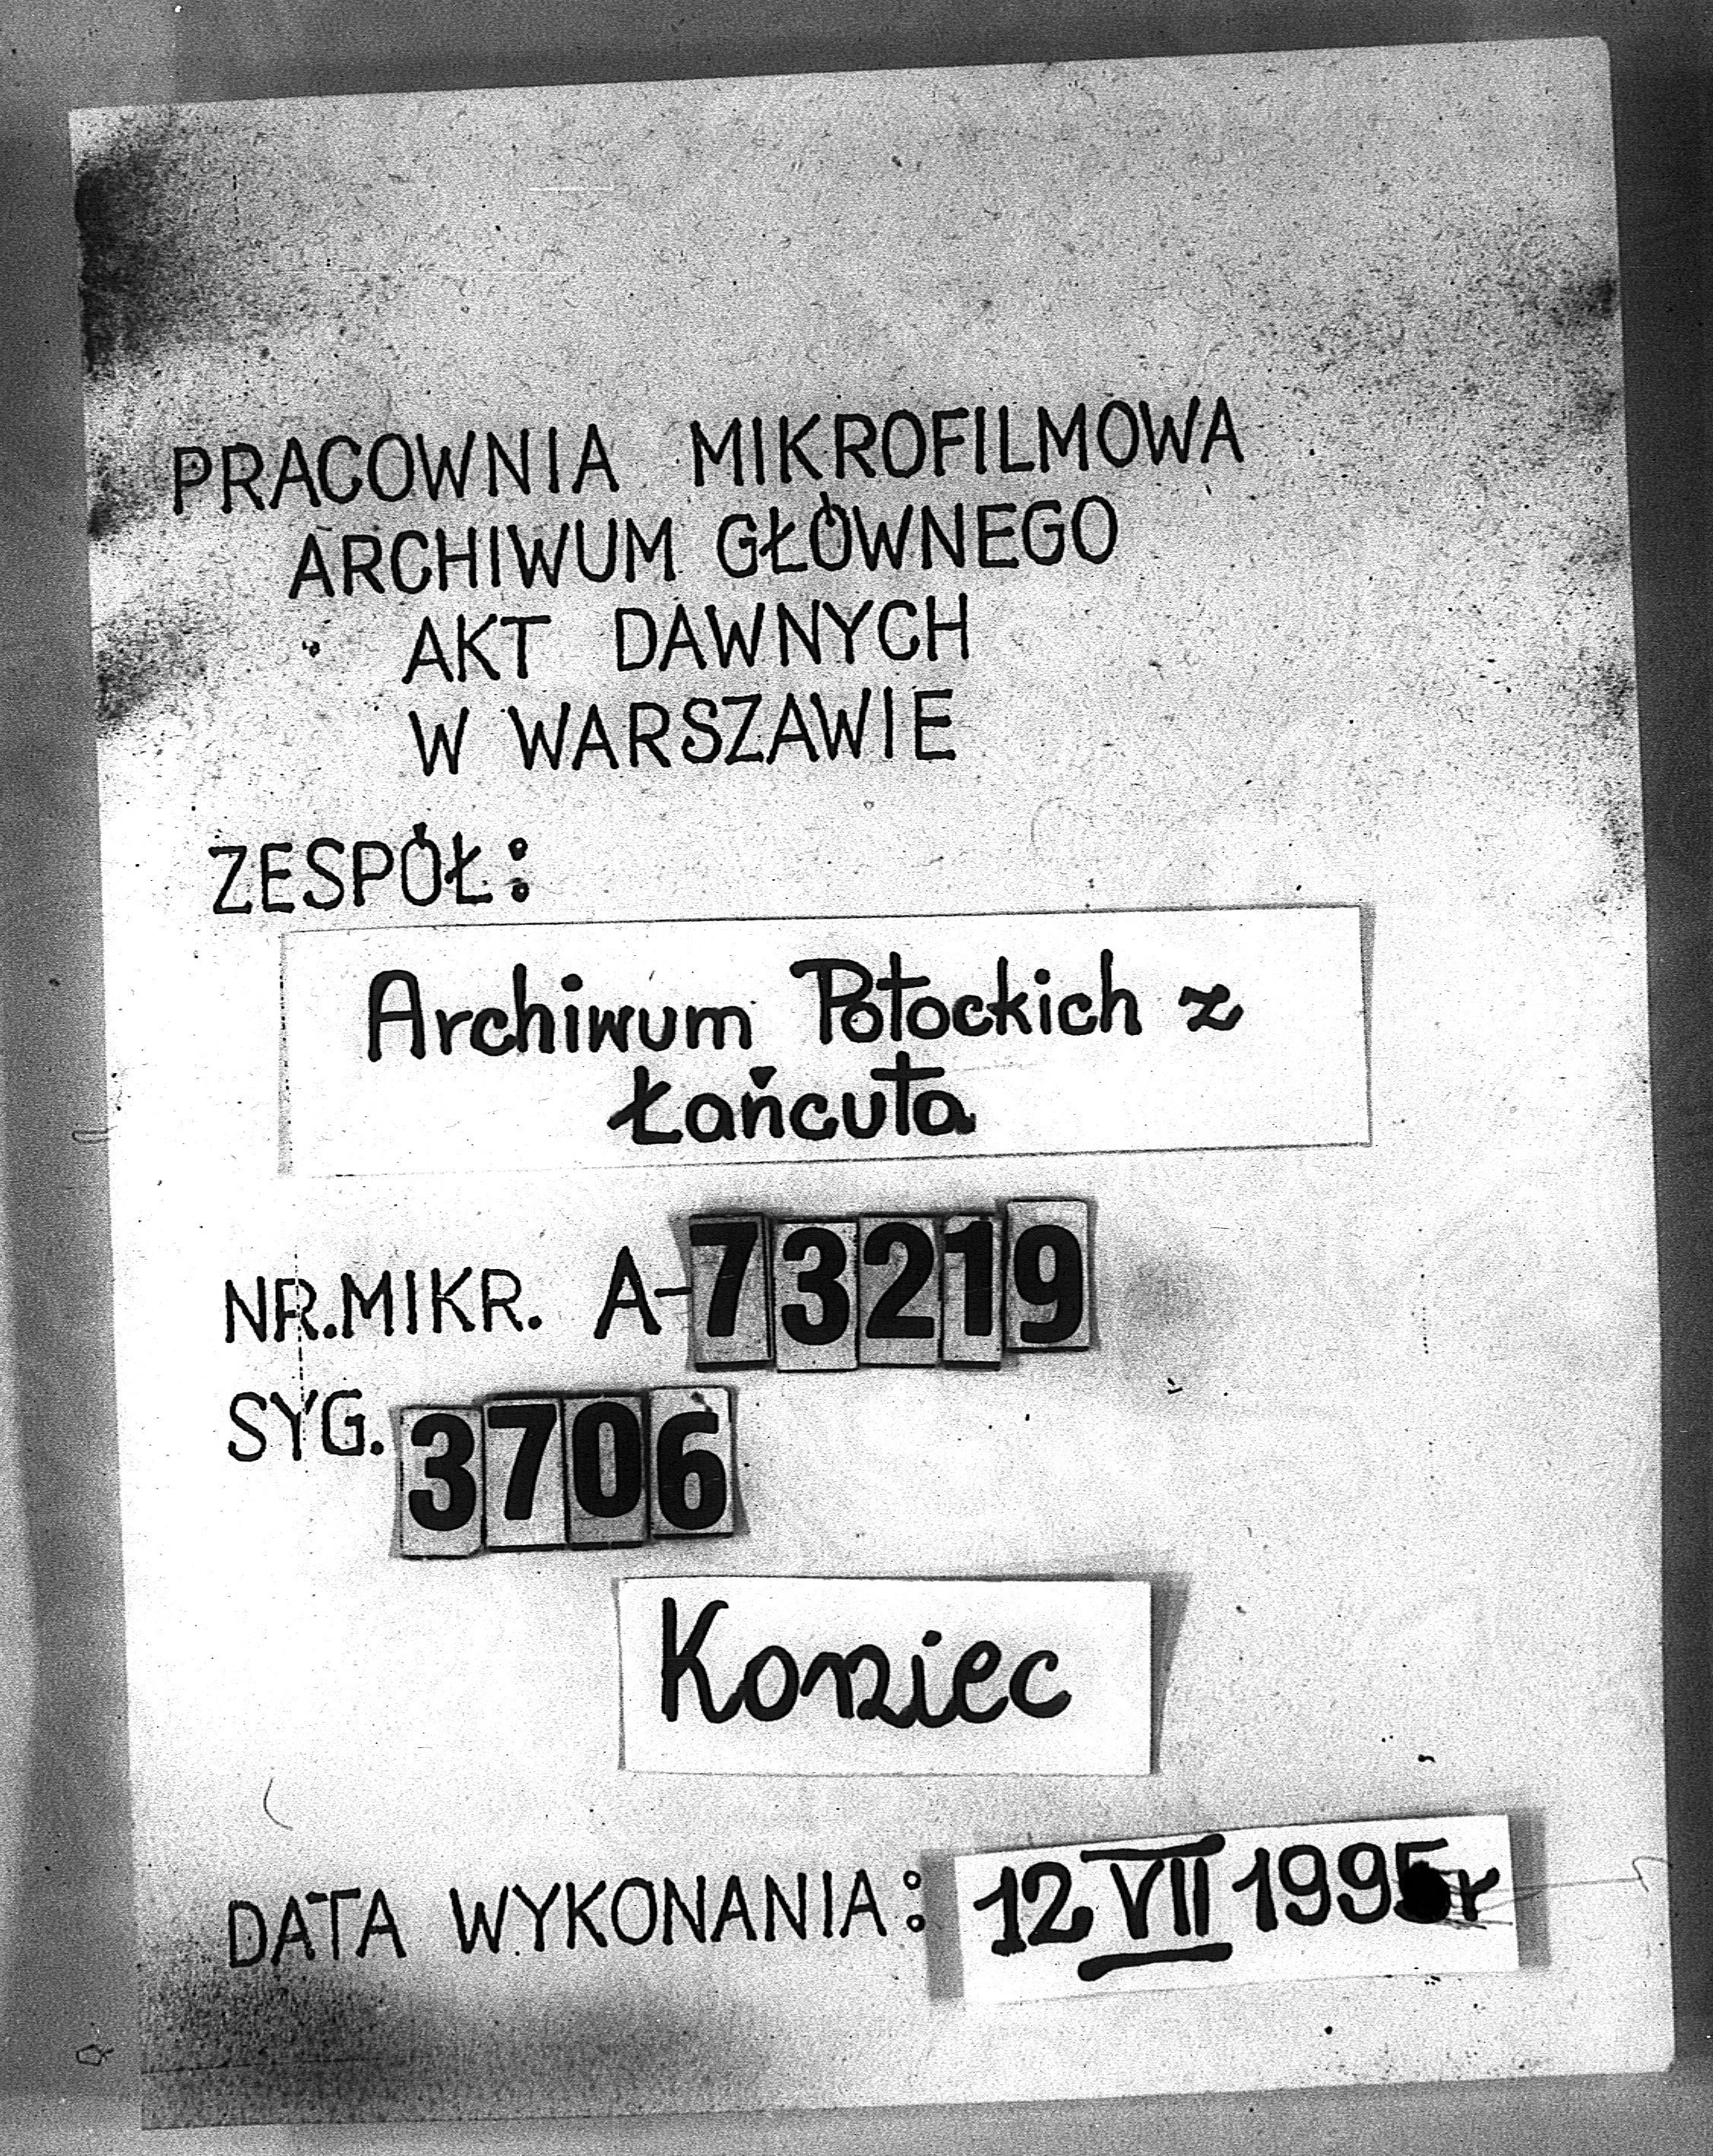 PRACOWNIA MIKROFILMOWA
ARCHIWUM GŁÓWNEGO
AKT DAWNYCH
W WARSZAWIE
ZESPÓŁ:
Archiwum Potockich z
Łańcuta
NR. MIKR. A-73219
SYG. 3706
Koniec
DATA WYKONANIA: 12 VII 1995r